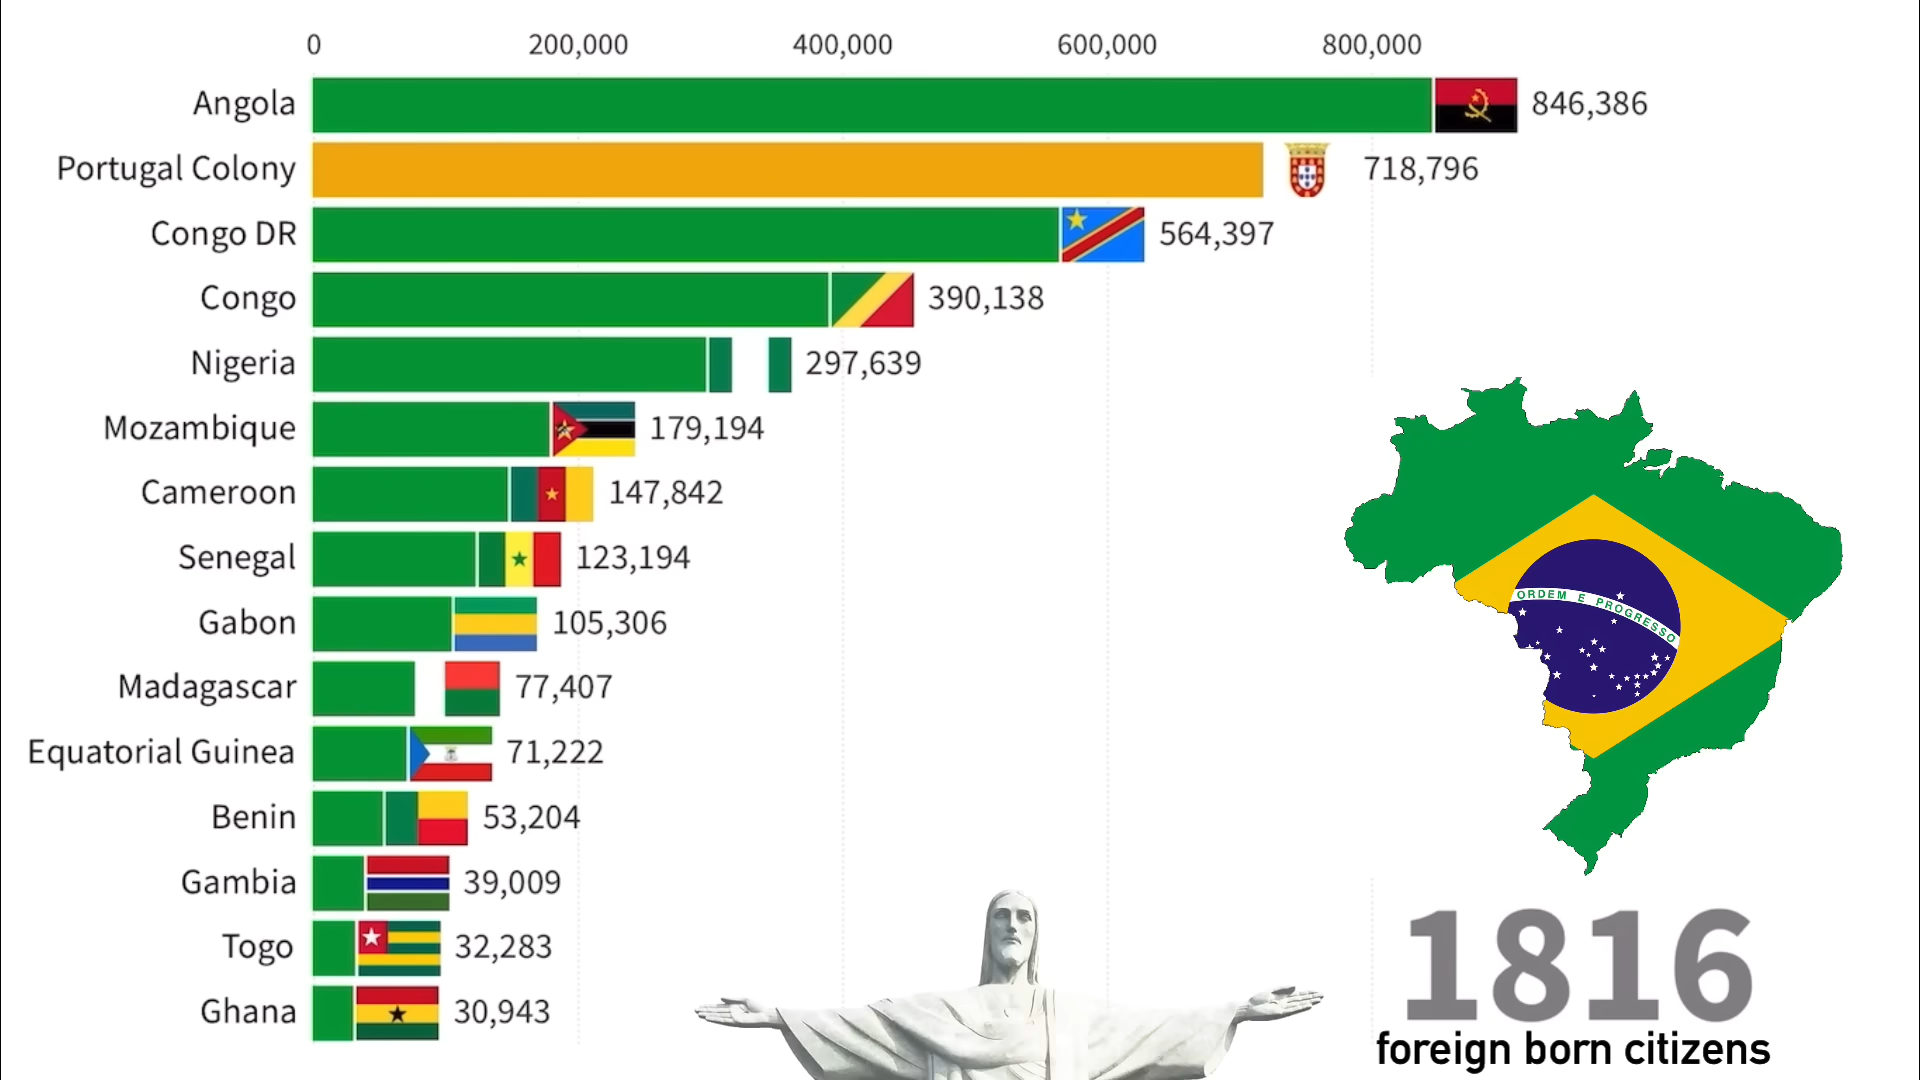 0 200,000 400,000 600,000 800,000
Angola 846,386
Portugal Colony 718,796
Congo DR 564,397
Congo 390,138
Nigeria 297,639
Mozambique 179,194
Cameroon 147,842
Senegal 123,194
Gabon 105,306
Madagascar 77,407
Equatorial Guinea 71,222
Benin 53,204
Gambia 39,009
Togo 32,283
Ghana 30,943
ORDEM E PROGRESSO
1816
foreign born citizens